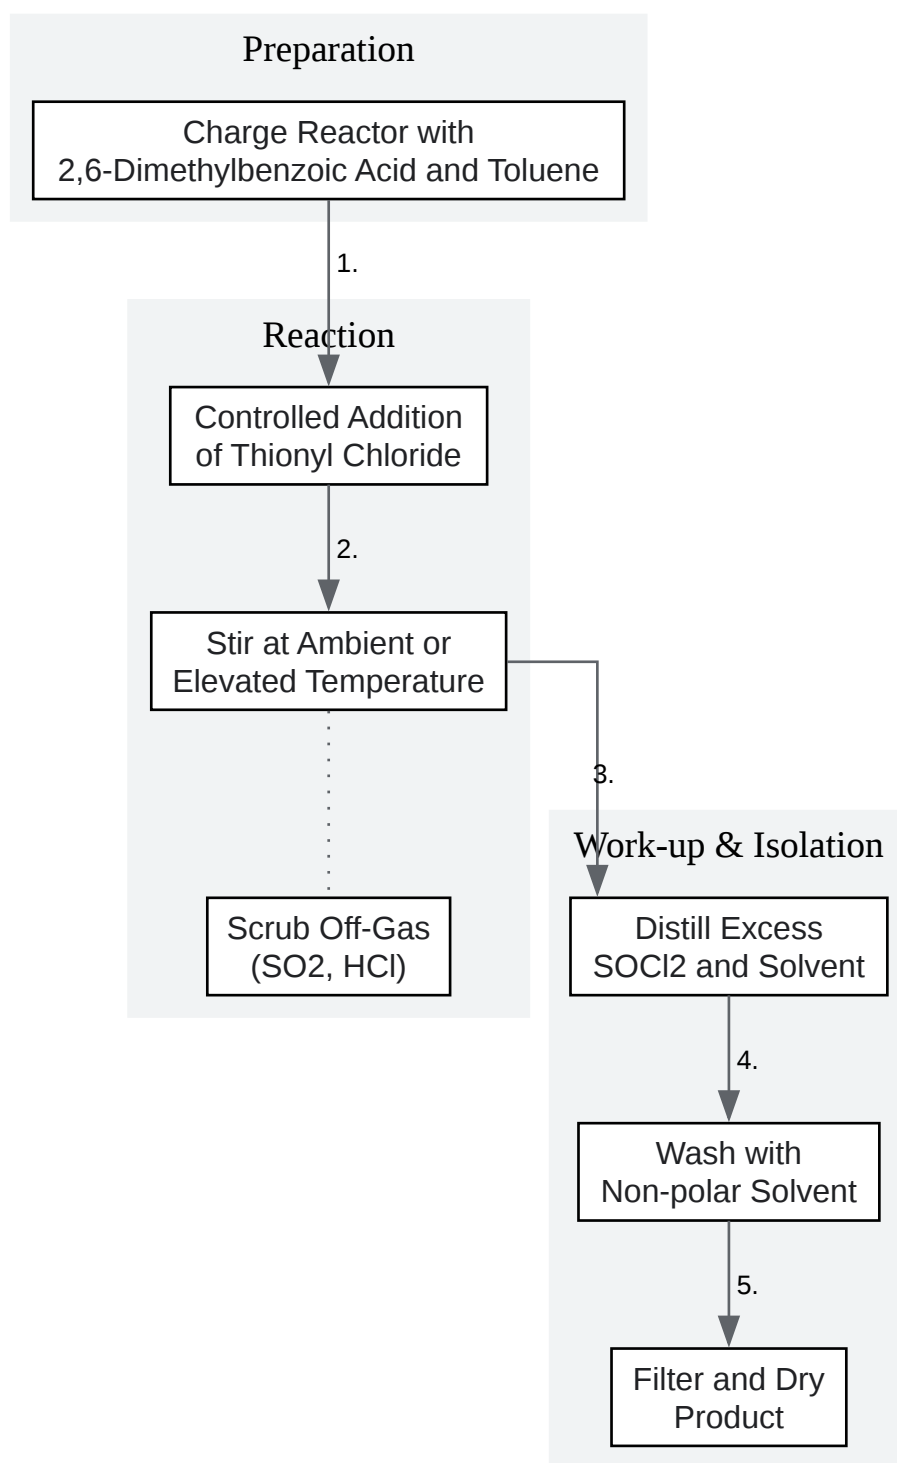 Preparation
Charge Reactor with
2,6-Dimethylbenzoic Acid and Toluene
1.
Reaction
Controlled Addition
of Thionyl Chloride
2.
Stir at Ambient or
Elevated Temperature
3.
Work-up & Isolation
Scrub Off-Gas
(SO2, HCl)
Distill Excess
SOCl2 and Solvent
4.
Wash with
Non-polar Solvent
5.
Filter and Dry
Product